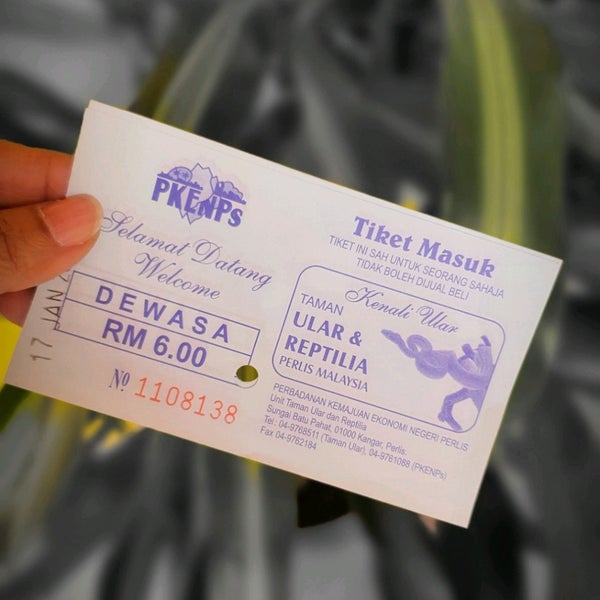 PKENPS
Selamat Datang
Welcome
DEWASA
RM 6.00
Nº 1108138
17 JAN
Tiket Masuk
TIKET INI SAH UNTUK SEORANG SAHAJA
TIDAK BOLEH DIJUAL BELI
Kenali Ular
TAMAN
ULAR &
REPTILIA
PERLIS MALAYSIA
PERBADANAN KEMAJUAN EKONOMI NEGERI PERLIS
Unit Taman Ular dan Reptilia
Sungai Batu Pahat, 01000 Kangar, Perlis.
Tel : 04-9768511 (Taman Ular), 04-9761088 (PKENPs)
Fax 04-9762184